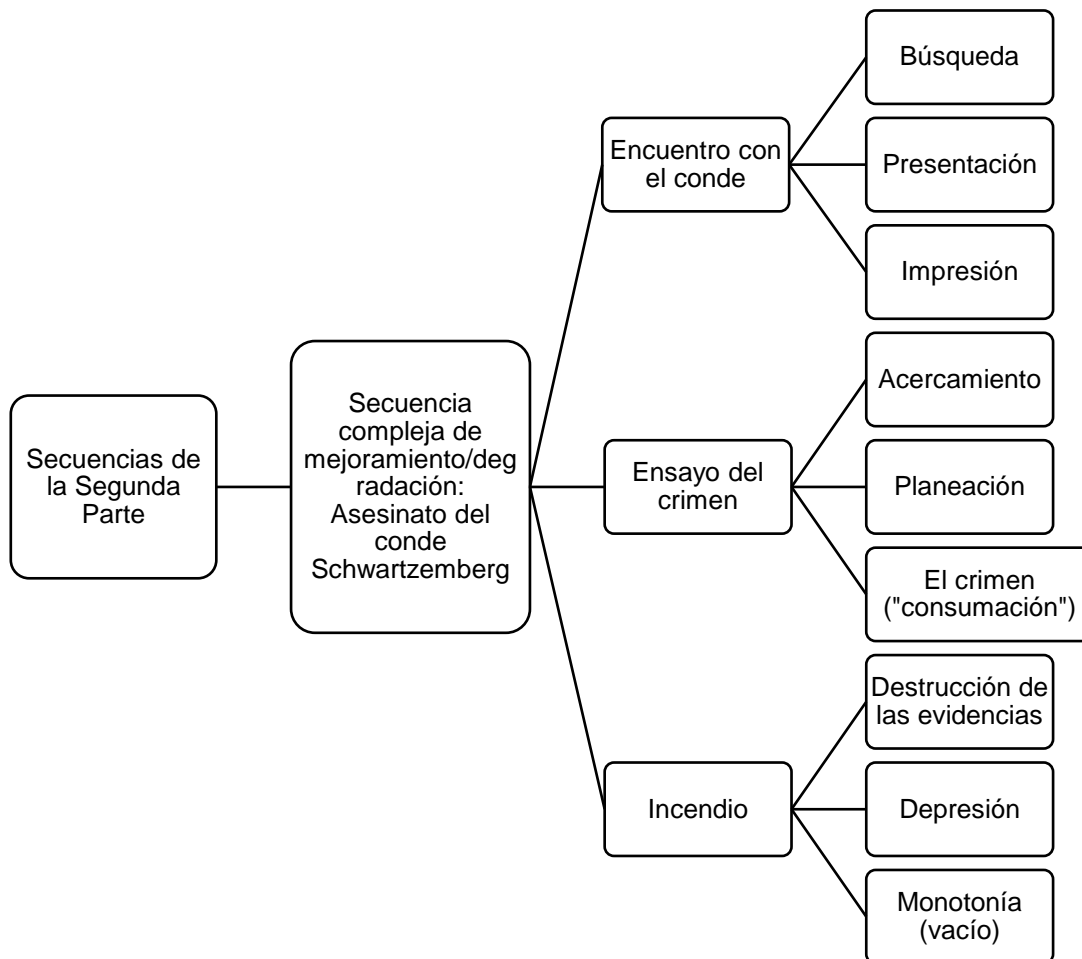 Secuencias de
la Segunda
Parte
Secuencia
compleja de
mejoramiento/deg
radación:
Asesinato del
conde
Schwartzemberg
Encuentro con
el conde
Búsqueda
Presentación
Impresión
Ensayo del
crimen
Acercamiento
Planeación
El crimen
("consumación")
Incendio
Destrucción de
las evidencias
Depresión
Monotonía
(vacío)